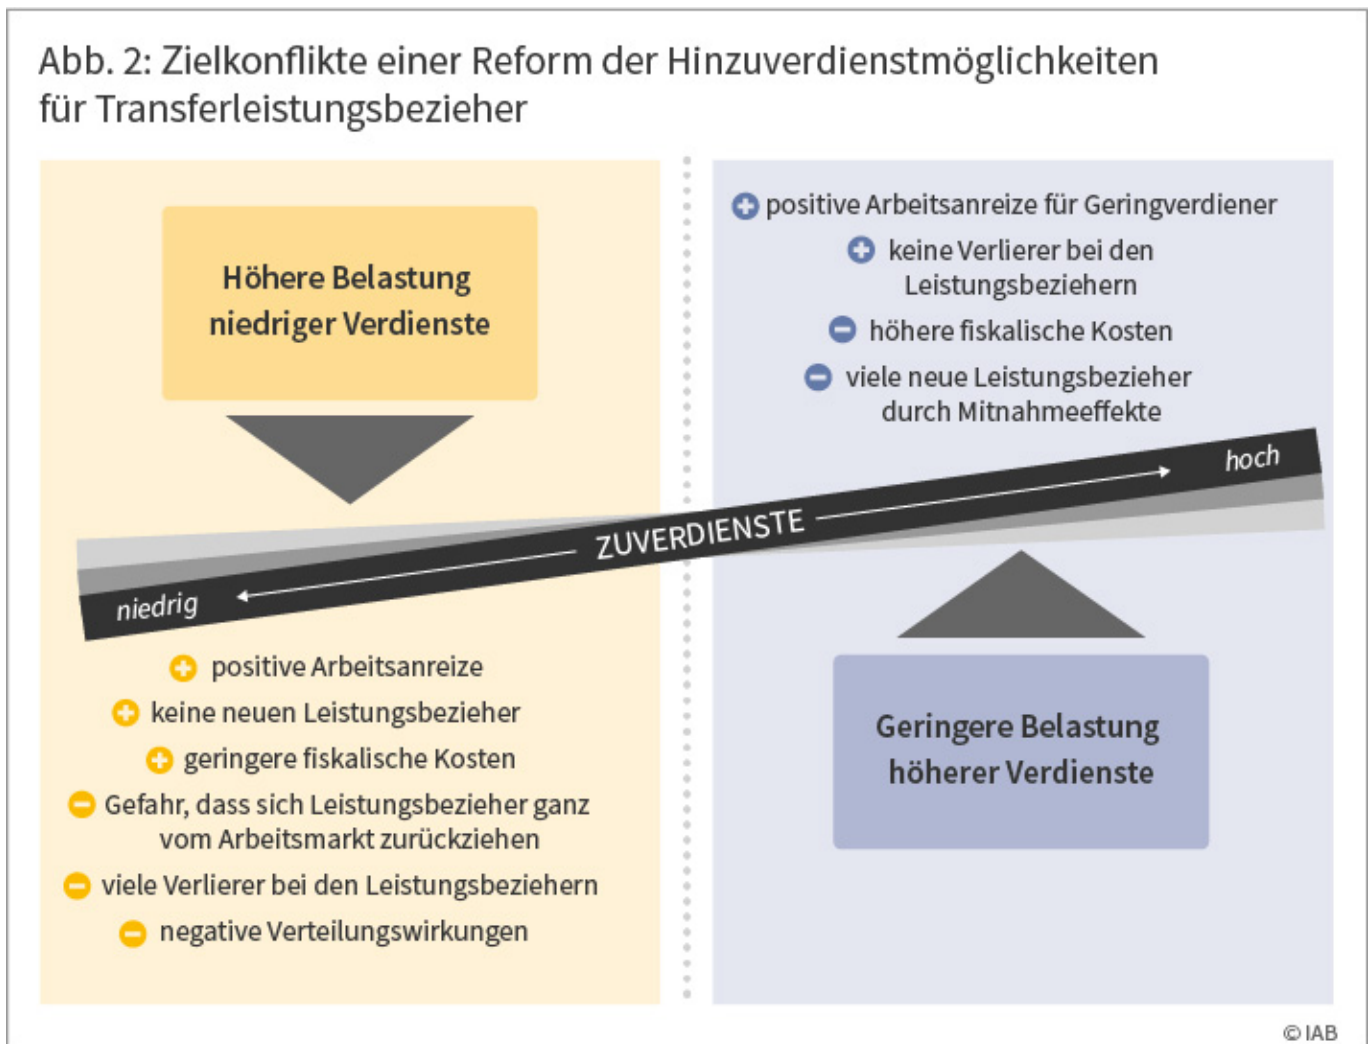 Abb. 2: Zielkonflikte einer Reform der Hinzuverdienstmöglichkeiten
für Transferleistungsbezieher
Höhere Belastung
niedriger Verdienste
niedrig
ZUVERDIENSTE
hoch
positive Arbeitsanreize
keine neuen Leistungsbezieher
geringere fiskalische Kosten
Gefahr, dass sich Leistungsbezieher ganz
vom Arbeitsmarkt zurückziehen
viele Verlierer bei den Leistungsbeziehern
negative Verteilungswirkungen
positive Arbeitsanreize für Geringverdiener
keine Verlierer bei den
Leistungsbeziehern
höhere fiskalische Kosten
viele neue Leistungsbezieher
durch Mitnahmeeffekte
Geringere Belastung
höherer Verdienste
© IAB